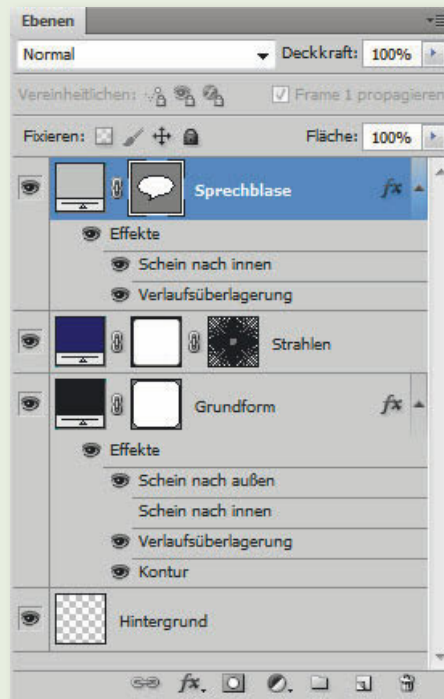 Ebenen
Normal Deckkraft: 100%
Vereinheitlichen: Frame 1 propagieren
Fixieren: Fläche: 100%
Sprechblase fx
Effekte
Schein nach innen
Verlaufsüberlagerung
Strahlen
Grundform fx
Effekte
Schein nach außen
Schein nach innen
Verlaufsüberlagerung
Kontur
Hintergrund
fx.